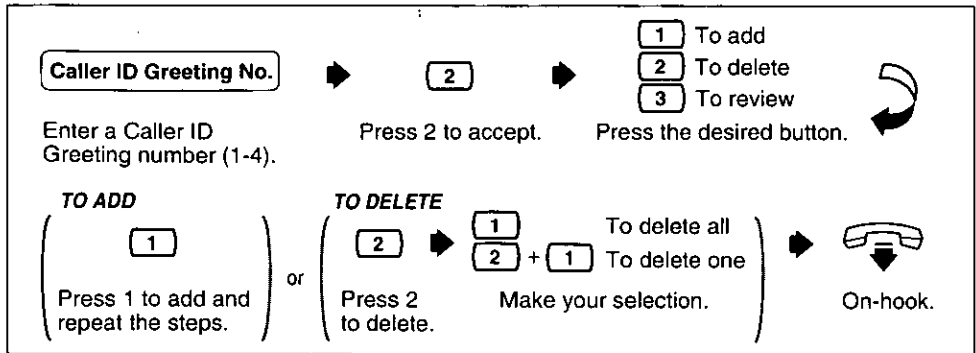 1 To add
Caller ID Greeting No. 2 2 To delete
3 To review
Enter a Caller ID Greeting number (1-4).
Press 2 to accept.
Press the desired button.
TO ADD
1
Press 1 to add and
repeat the steps.
or
TO DELETE
2
Press 2
to delete.
1 To delete all
2 + 1 To delete one
Make your selection.
On-hook.